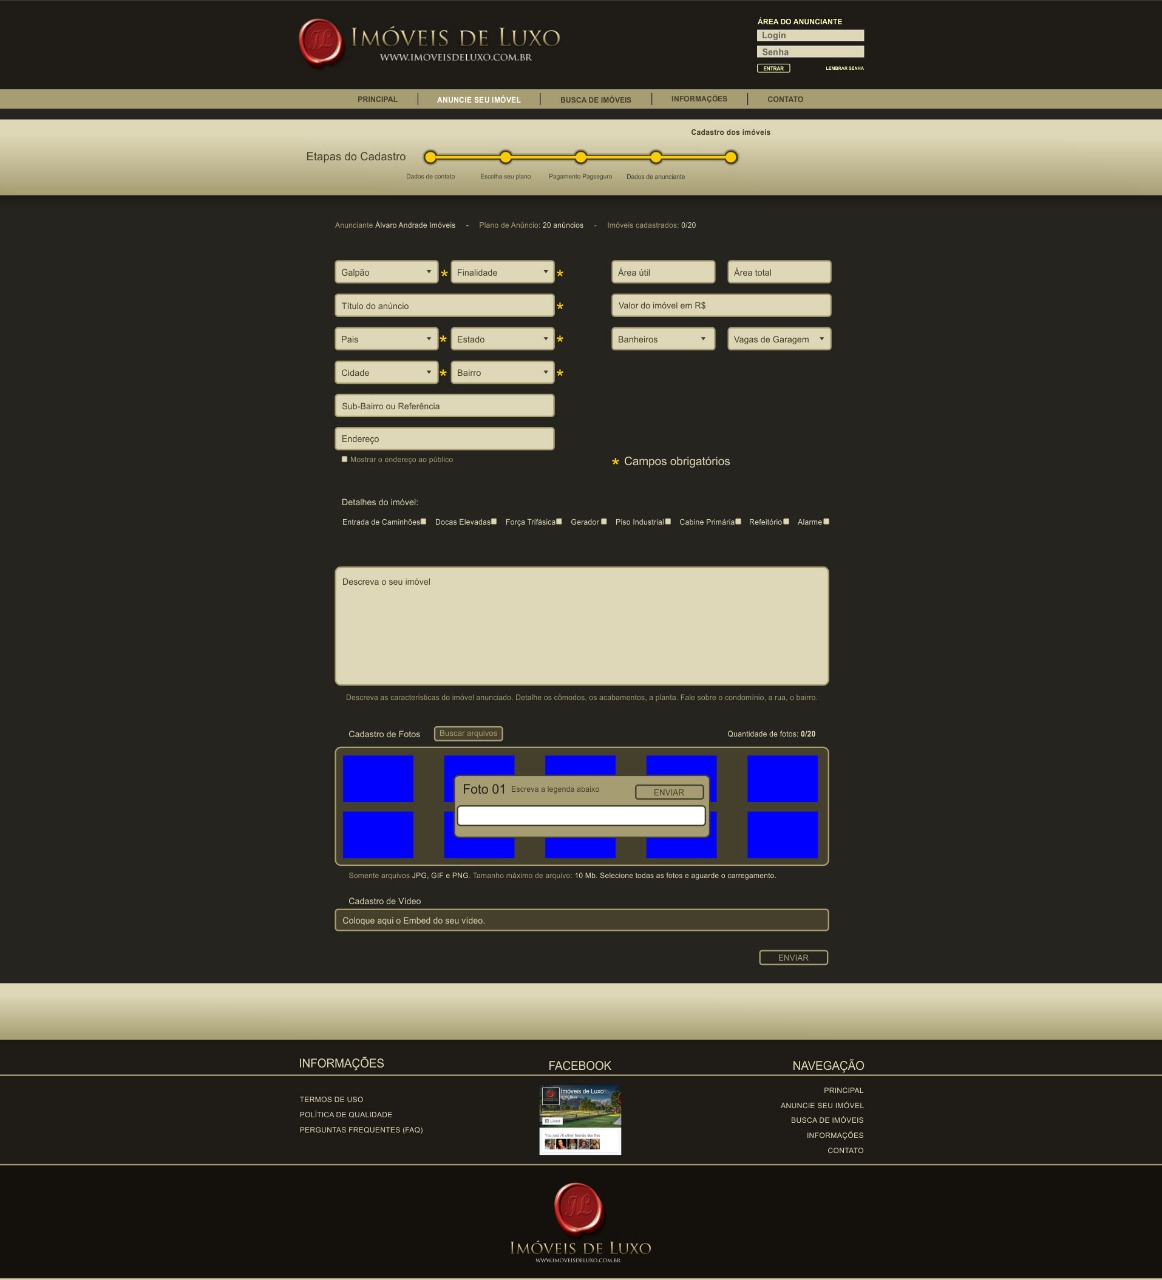 IMÓVEIS DE LUXO
WWW.IMOVEISDELUXO.COM.BR
ÁREA DO ANUNCIANTE
Login
Senha
ENTRAR LEMBRAR SENHA
PRINCIPAL ANUNCIE SEU IMÓVEL BUSCA DE IMÓVEIS INFORMAÇÕES CONTATO
Cadastro dos imóveis
Etapas do Cadastro
Dados de contato Escolha seu plano Pagamento Pagseguro Dados do anunciante
Anunciante Álvaro Andrade Imóveis - Plano de Anúncio: 20 anúncios - Imóveis cadastrados: 0/20
Galpão * Finalidade * Área útil Área total
Título do anúncio * Valor do imóvel em R$
País * Estado * Banheiros Vagas de Garagem
Cidade * Bairro *
Sub-Bairro ou Referência
Endereço
Mostrar o endereço ao público
* Campos obrigatórios
Detalhes do imóvel:
Entrada de Caminhões Docas Elevadas Força Trifásica Gerador Piso Industrial Cabine Primária Refeitório Alarme
Descreva o seu imóvel
Descreva as características do imóvel anunciado. Detalhe os cômodos, os acabamentos, a planta. Fale sobre o condomínio, a rua, o bairro.
Cadastro de Fotos Buscar arquivos Quantidade de fotos: 0/20
Foto 01 Escreva a legenda abaixo ENVIAR
Somente arquivos JPG, GIF e PNG. Tamanho máximo de arquivo: 10 Mb. Selecione todas as fotos e aguarde o carregamento.
Cadastro de Vídeo
Coloque aqui o Embed do seu vídeo.
ENVIAR
INFORMAÇÕES
TERMOS DE USO
POLÍTICA DE QUALIDADE
PERGUNTAS FREQUENTES (FAQ)
FACEBOOK
Imóveis de Luxo
NAVEGAÇÃO
PRINCIPAL
ANUNCIE SEU IMÓVEL
BUSCA DE IMÓVEIS
INFORMAÇÕES
CONTATO
IMÓVEIS DE LUXO
WWW.IMOVEISDELUXO.COM.BR